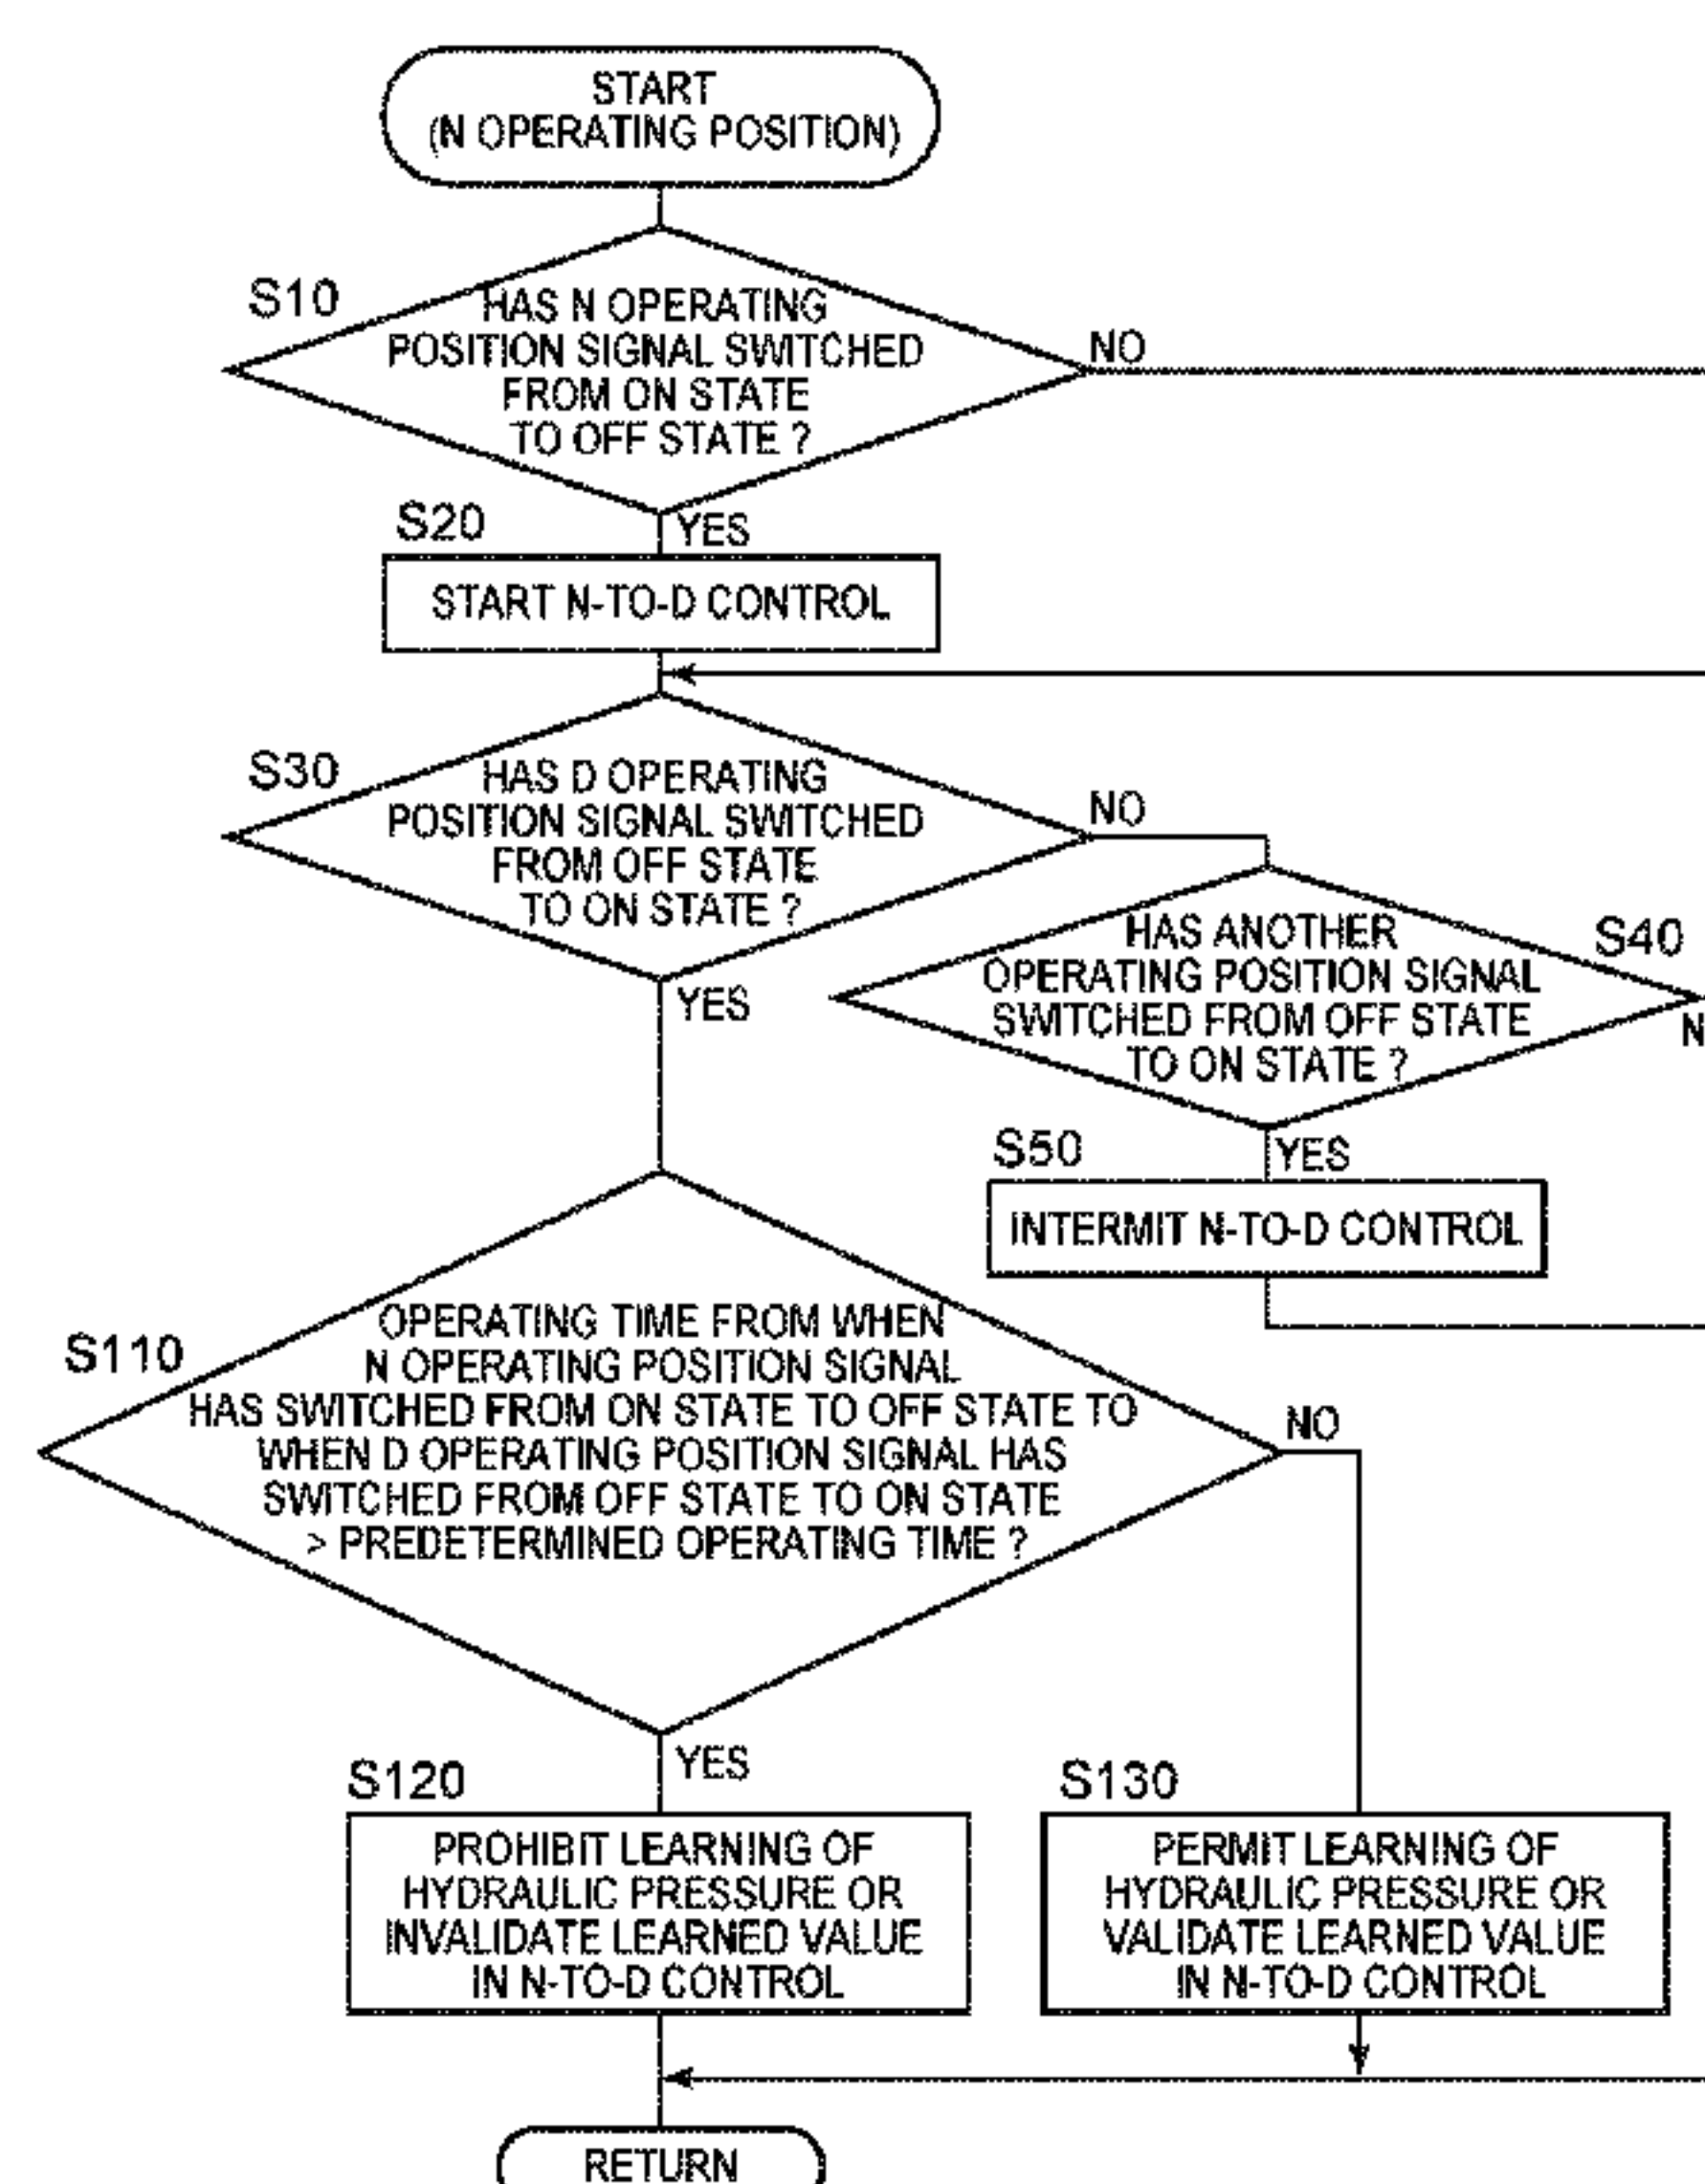 START
(N OPERATING POSITION)
S10
HAS N OPERATING
POSITION SIGNAL SWITCHED
FROM ON STATE
TO OFF STATE ?
NO
YES
S20
START N-TO-D CONTROL
S30
HAS D OPERATING
POSITION SIGNAL SWITCHED
FROM OFF STATE
TO ON STATE ?
NO
YES
S40
HAS ANOTHER
OPERATING POSITION SIGNAL
SWITCHED FROM OFF STATE
TO ON STATE ?
N
YES
S50
INTERMIT N-TO-D CONTROL
S110
OPERATING TIME FROM WHEN
N OPERATING POSITION SIGNAL
HAS SWITCHED FROM ON STATE TO OFF STATE TO
WHEN D OPERATING POSITION SIGNAL HAS
SWITCHED FROM OFF STATE TO ON STATE
> PREDETERMINED OPERATING TIME ?
NO
YES
S120
PROHIBIT LEARNING OF
HYDRAULIC PRESSURE OR
INVALIDATE LEARNED VALUE
IN N-TO-D CONTROL
S130
PERMIT LEARNING OF
HYDRAULIC PRESSURE OR
VALIDATE LEARNED VALUE
IN N-TO-D CONTROL
RETURN